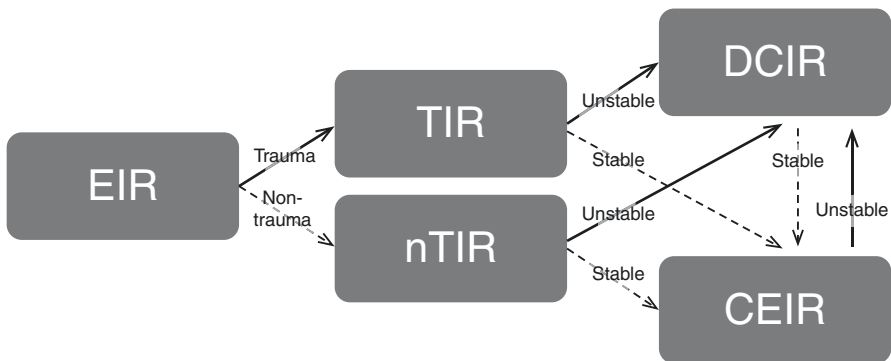 DCIR
Unstable
TIR
Trauma
Stable
Stable
EIR
Non-
trauma
Unstable
Unstable
nTIR
Stable
CEIR